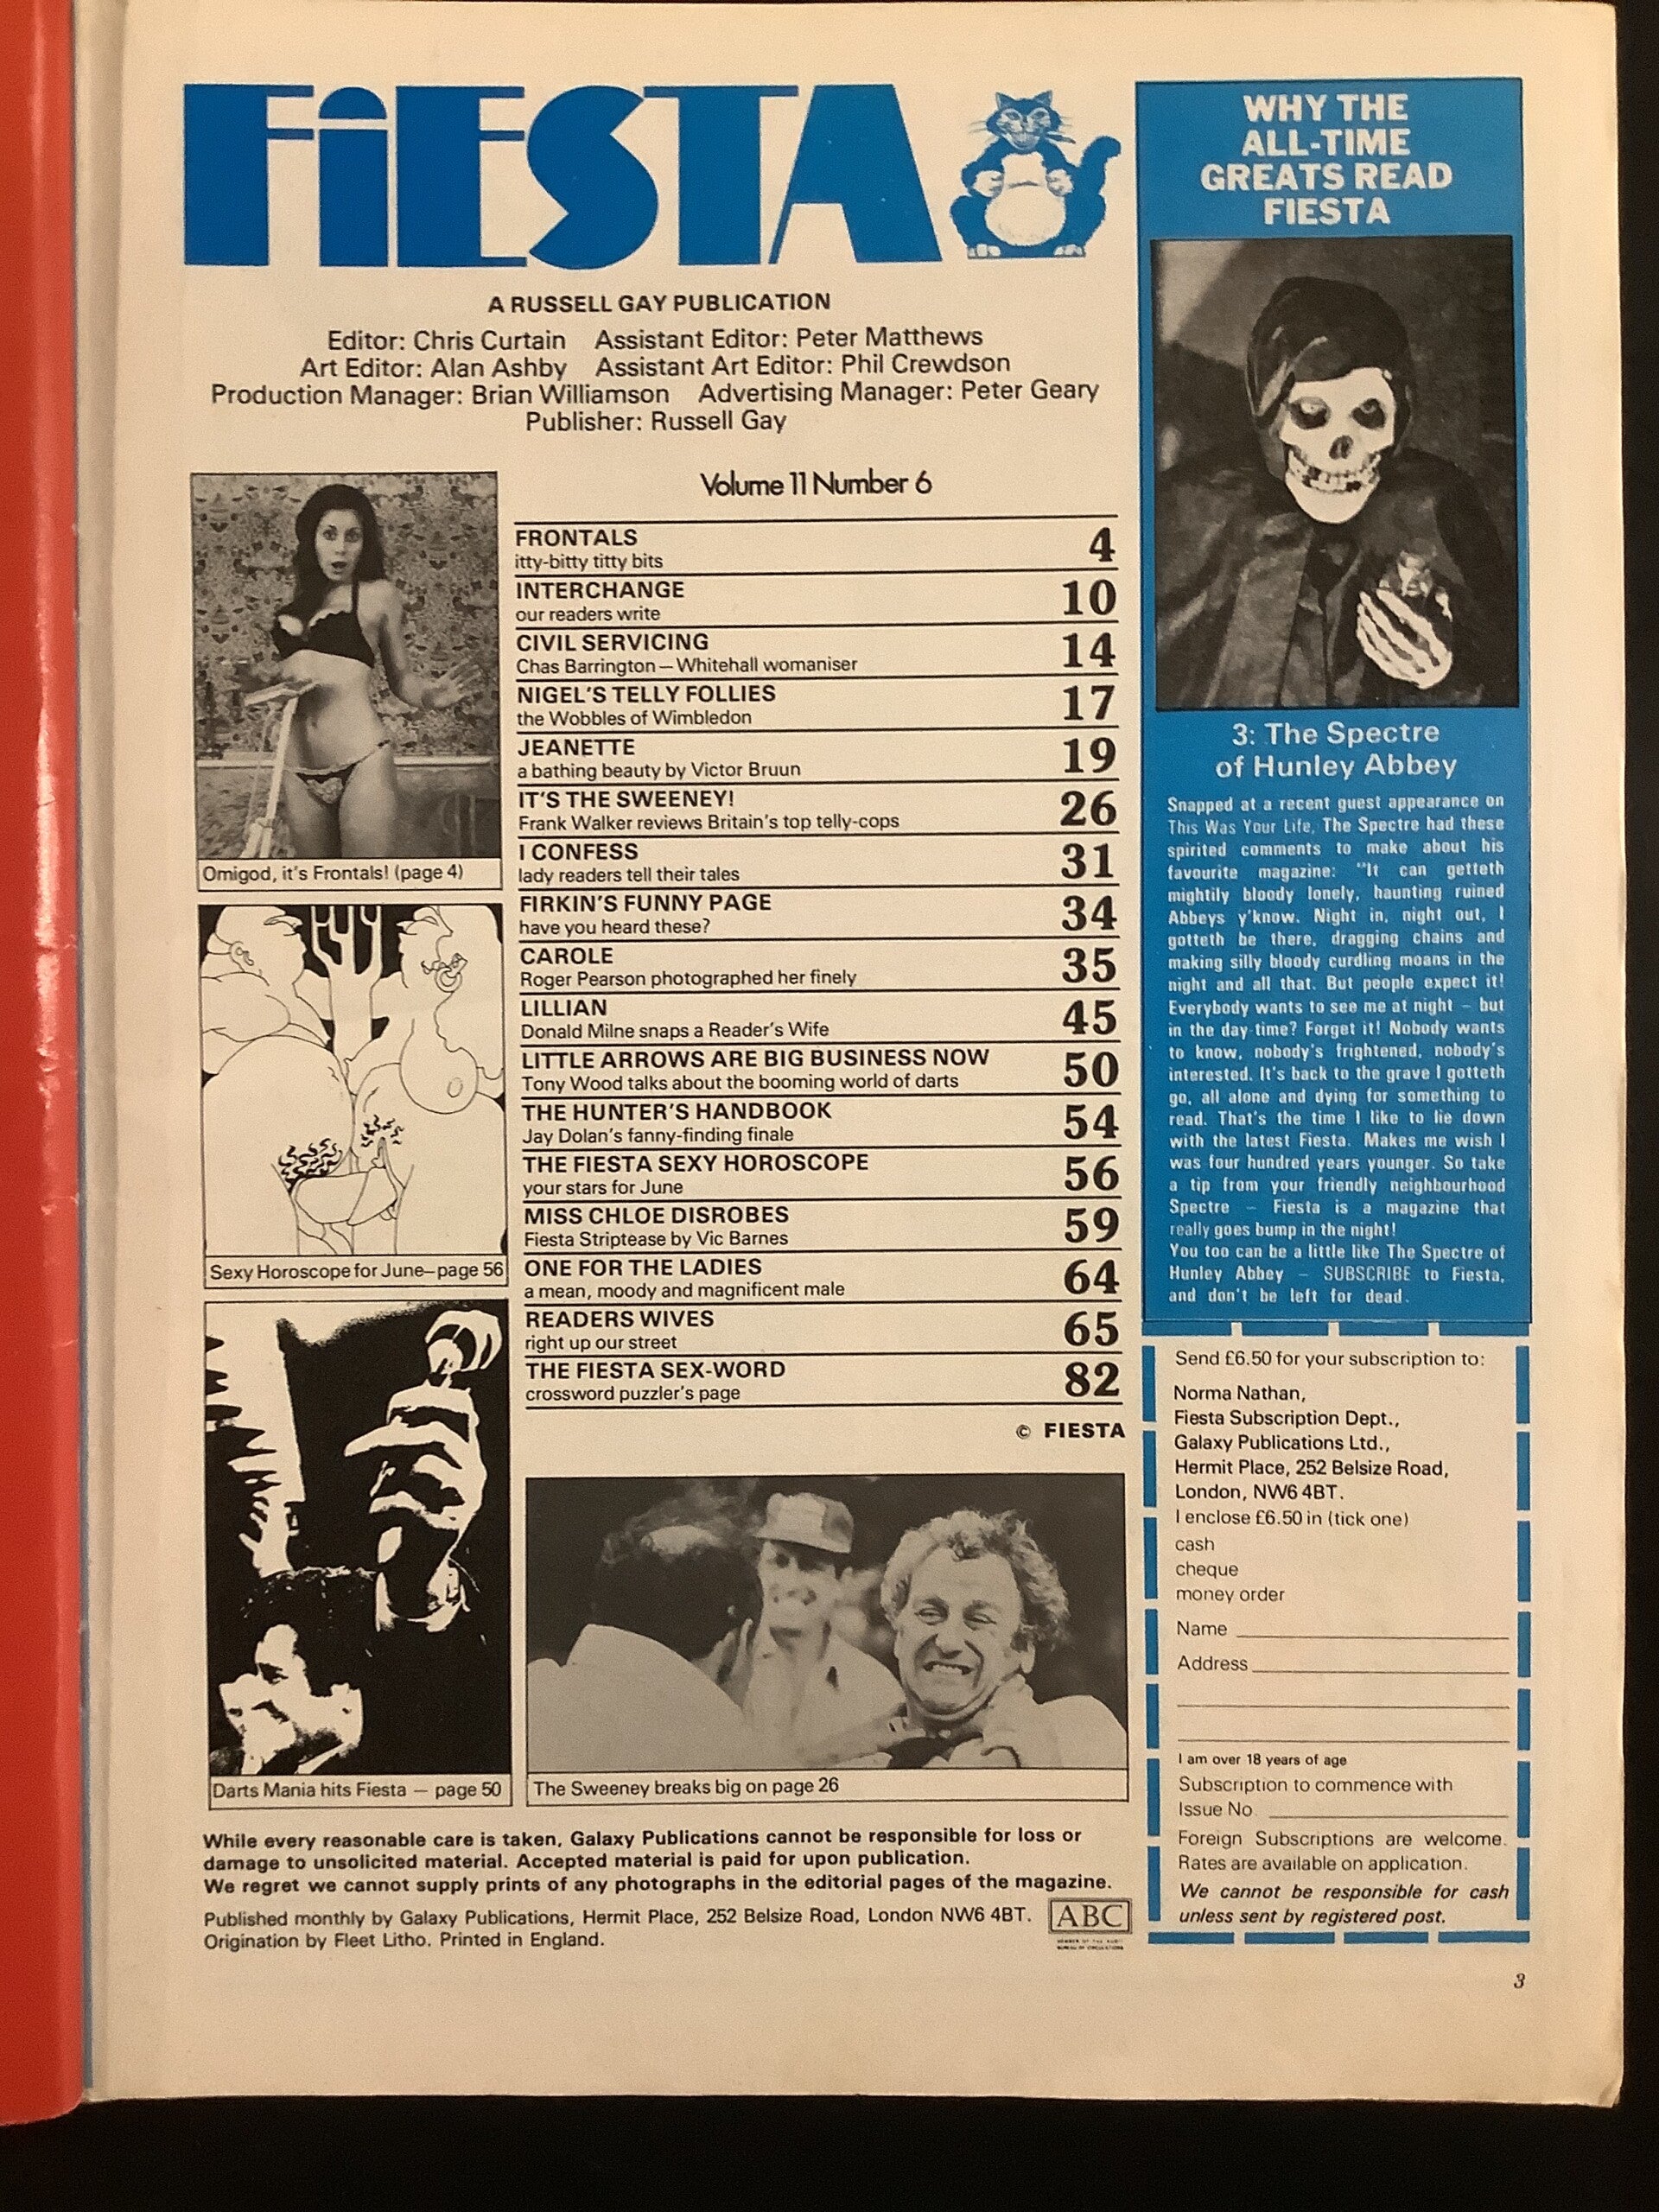 FiESTA
A RUSSELL GAY PUBLICATION
Editor: Chris Curtain Assistant Editor: Peter Matthews
Art Editor: Alan Ashby Assistant Art Editor: Phil Crewdson
Production Manager: Brian Williamson Advertising Manager: Peter Geary
Publisher: Russell Gay
Volume 11 Number 6
FRONTALS 4
itty-bitty titty bits
INTERCHANGE 10
our readers write
CIVIL SERVICING 14
Chas Barrington – Whitehall womaniser
NIGEL'S TELLY FOLLIES 17
the Wobbles of Wimbledon
JEANETTE 19
a bathing beauty by Victor Bruun
IT'S THE SWEENEY! 26
Frank Walker reviews Britain's top telly-cops
I CONFESS 31
lady readers tell their tales
FIRKIN'S FUNNY PAGE 34
have you heard these?
CAROLE 35
Roger Pearson photographed her finely
LILLIAN 45
Donald Milne snaps a Reader's Wife
LITTLE ARROWS ARE BIG BUSINESS NOW 50
Tony Wood talks about the booming world of darts
THE HUNTER'S HANDBOOK 54
Jay Dolan's fanny-finding finale
THE FIESTA SEXY HOROSCOPE 56
your stars for June
MISS CHLOE DISROBES 59
Fiesta Striptease by Vic Barnes
ONE FOR THE LADIES 64
a mean, moody and magnificent male
READERS WIVES 65
right up our street
THE FIESTA SEX-WORD 82
crossword puzzler's page
© FIESTA
Omigod, it's Frontals! (page 4)
Sexy Horoscope for June–page 56
Darts Mania hits Fiesta – page 50
The Sweeney breaks big on page 26
While every reasonable care is taken, Galaxy Publications cannot be responsible for loss or
damage to unsolicited material. Accepted material is paid for upon publication.
We regret we cannot supply prints of any photographs in the editorial pages of the magazine.
Published monthly by Galaxy Publications, Hermit Place, 252 Belsize Road, London NW6 4BT.
Origination by Fleet Litho. Printed in England.
ABC
MEMBER OF THE AUDIT
BUREAU OF CIRCULATIONS
WHY THE
ALL-TIME
GREATS READ
FIESTA
3: The Spectre
of Hunley Abbey
Snapped at a recent guest appearance on
This Was Your Life, The Spectre had these
spirited comments to make about his
favourite magazine: "It can getteth
mightily bloody lonely, haunting ruined
Abbeys y'know. Night in, night out, I
gotteth be there, dragging chains and
making silly bloody curdling moans in the
night and all that. But people expect it!
Everybody wants to see me at night – but
in the day time? Forget it! Nobody wants
to know, nobody's frightened, nobody's
interested. It's back to the grave I gotteth
go, all alone and dying for something to
read. That's the time I like to lie down
with the latest Fiesta. Makes me wish I
was four hundred years younger. So take
a tip from your friendly neighbourhood
Spectre – Fiesta is a magazine that
really goes bump in the night!
You too can be a little like The Spectre of
Hunley Abbey – SUBSCRIBE to Fiesta,
and don't be left for dead.
Send £6.50 for your subscription to:
Norma Nathan,
Fiesta Subscription Dept.,
Galaxy Publications Ltd.,
Hermit Place, 252 Belsize Road,
London, NW6 4BT.
I enclose £6.50 in (tick one)
cash
cheque
money order
Name
Address
I am over 18 years of age
Subscription to commence with
Issue No.
Foreign Subscriptions are welcome.
Rates are available on application.
We cannot be responsible for cash
unless sent by registered post.
3